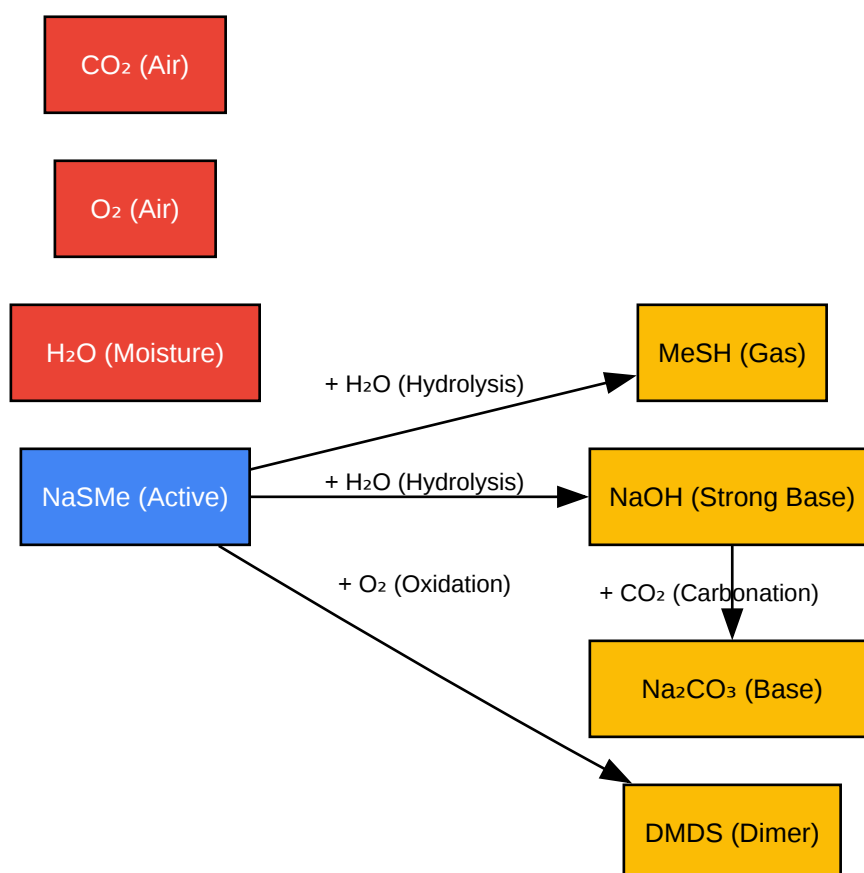 CO₂ (Air)
O₂ (Air)
H₂O (Moisture)
MeSH (Gas)
+ H₂O (Hydrolysis)
NaSMe (Active)
+ H₂O (Hydrolysis)
NaOH (Strong Base)
+ O₂ (Oxidation)
+ CO₂ (Carbonation)
Na₂CO₃ (Base)
DMDS (Dimer)